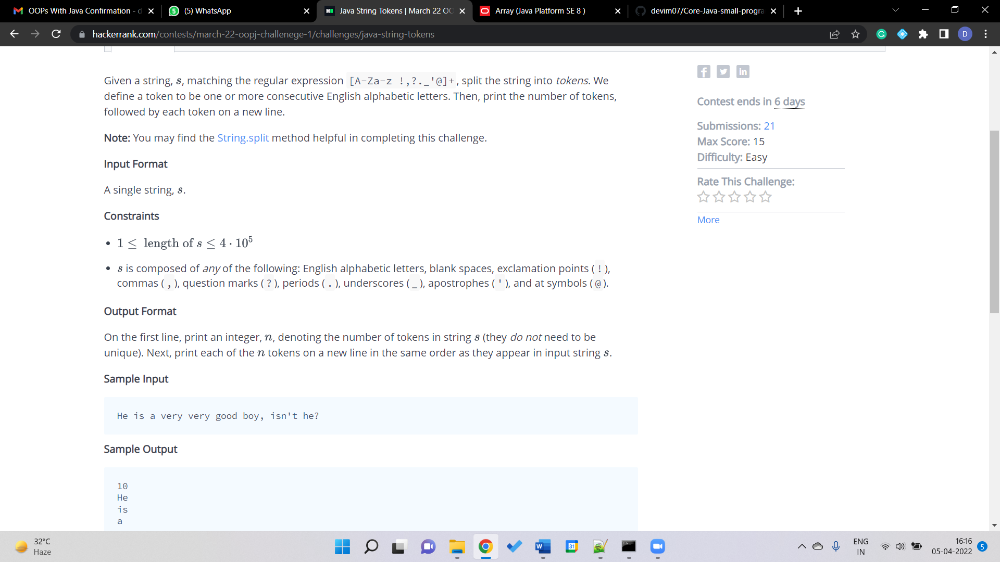 OOPs With Java Confirmation - d
(5) WhatsApp
Java String Tokens | March 22 OO
Array (Java Platform SE 8 )
devim07/Core-Java-small-progra
hackerrank.com/contests/march-22-oopj-challenege-1/challenges/java-string-tokens
D
Given a string, s, matching the regular expression [A-Za-z !,?._'@]+, split the string into tokens. We
define a token to be one or more consecutive English alphabetic letters. Then, print the number of tokens,
followed by each token on a new line.
Note: You may find the String.split method helpful in completing this challenge.
Input Format
A single string, s.
Constraints
• 1 ≤ length of s ≤ 4 · 10⁵
• s is composed of any of the following: English alphabetic letters, blank spaces, exclamation points ( ! ),
commas ( , ), question marks ( ? ), periods ( . ), underscores ( _ ), apostrophes ( ' ), and at symbols ( @ ).
Output Format
On the first line, print an integer, n, denoting the number of tokens in string s (they do not need to be
unique). Next, print each of the n tokens on a new line in the same order as they appear in input string s.
Sample Input
He is a very very good boy, isn't he?
Sample Output
10
He
is
a
Contest ends in 6 days
Submissions: 21
Max Score: 15
Difficulty: Easy
Rate This Challenge:
More
32°C
Haze
31
ENG
IN
16:16
05-04-2022
5